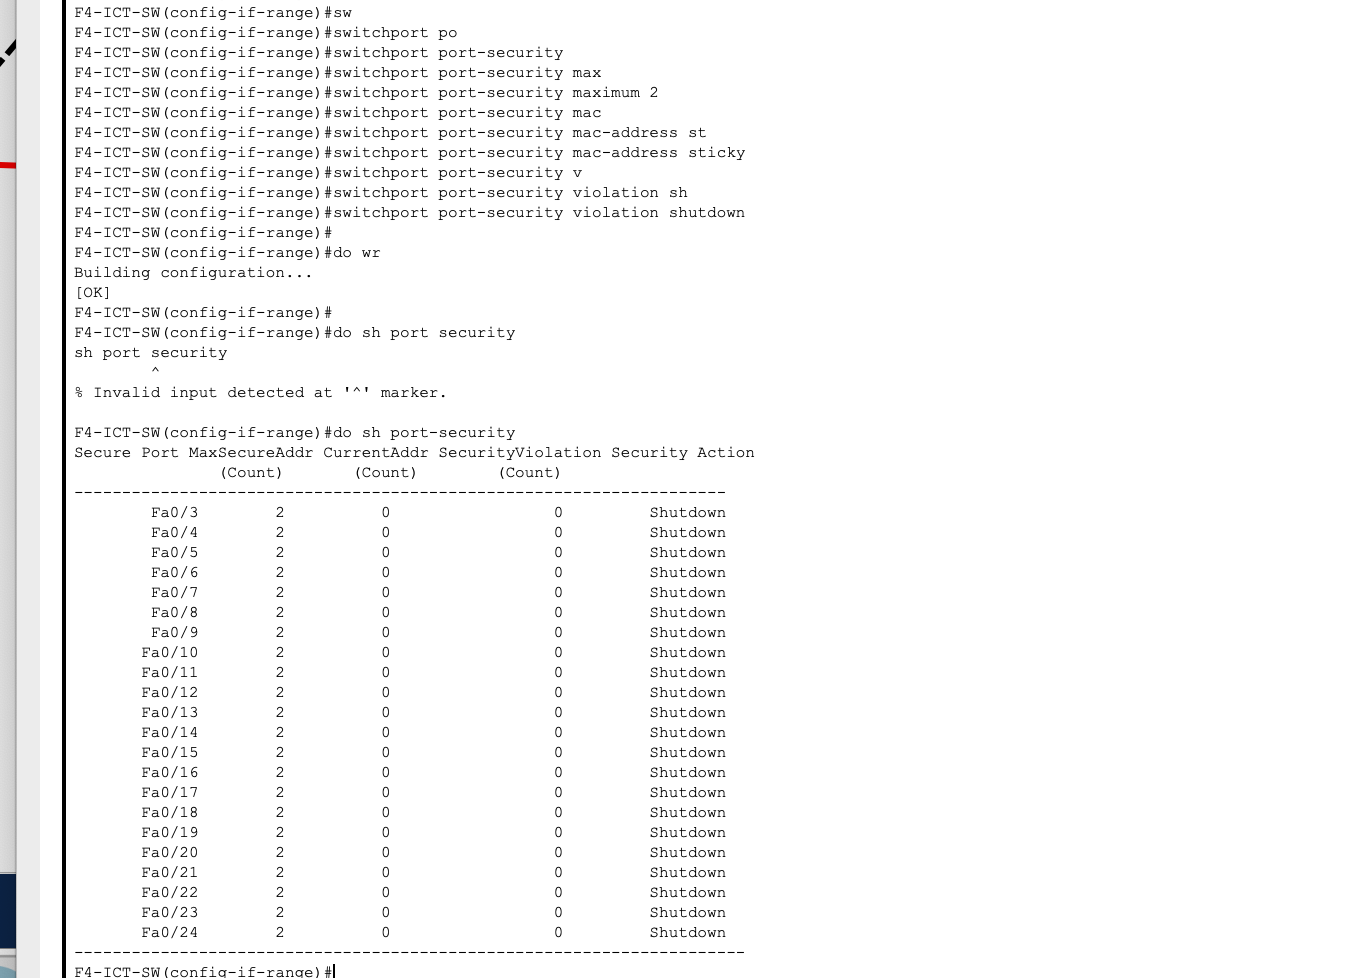 F4-ICT-SW(config-if-range)#sw
F4-ICT-SW(config-if-range)#switchport po
F4-ICT-SW(config-if-range)#switchport port-security
F4-ICT-SW(config-if-range)#switchport port-security max
F4-ICT-SW(config-if-range)#switchport port-security maximum 2
F4-ICT-SW(config-if-range)#switchport port-security mac
F4-ICT-SW(config-if-range)#switchport port-security mac-address st
F4-ICT-SW(config-if-range)#switchport port-security mac-address sticky
F4-ICT-SW(config-if-range)#switchport port-security v
F4-ICT-SW(config-if-range)#switchport port-security violation sh
F4-ICT-SW(config-if-range)#switchport port-security violation shutdown
F4-ICT-SW(config-if-range)#
F4-ICT-SW(config-if-range)#do wr
Building configuration...
[OK]
F4-ICT-SW(config-if-range)#
F4-ICT-SW(config-if-range)#do sh port security
sh port security
^
% Invalid input detected at '^' marker.
F4-ICT-SW(config-if-range)#do sh port-security
Secure Port MaxSecureAddr CurrentAddr SecurityViolation Security Action
(Count) (Count) (Count)
--------------------------------------------------------------------
Fa0/3 2 0 0 Shutdown
Fa0/4 2 0 0 Shutdown
Fa0/5 2 0 0 Shutdown
Fa0/6 2 0 0 Shutdown
Fa0/7 2 0 0 Shutdown
Fa0/8 2 0 0 Shutdown
Fa0/9 2 0 0 Shutdown
Fa0/10 2 0 0 Shutdown
Fa0/11 2 0 0 Shutdown
Fa0/12 2 0 0 Shutdown
Fa0/13 2 0 0 Shutdown
Fa0/14 2 0 0 Shutdown
Fa0/15 2 0 0 Shutdown
Fa0/16 2 0 0 Shutdown
Fa0/17 2 0 0 Shutdown
Fa0/18 2 0 0 Shutdown
Fa0/19 2 0 0 Shutdown
Fa0/20 2 0 0 Shutdown
Fa0/21 2 0 0 Shutdown
Fa0/22 2 0 0 Shutdown
Fa0/23 2 0 0 Shutdown
Fa0/24 2 0 0 Shutdown
----------------------------------------------------------------------
F4-ICT-SW(config-if-range)#